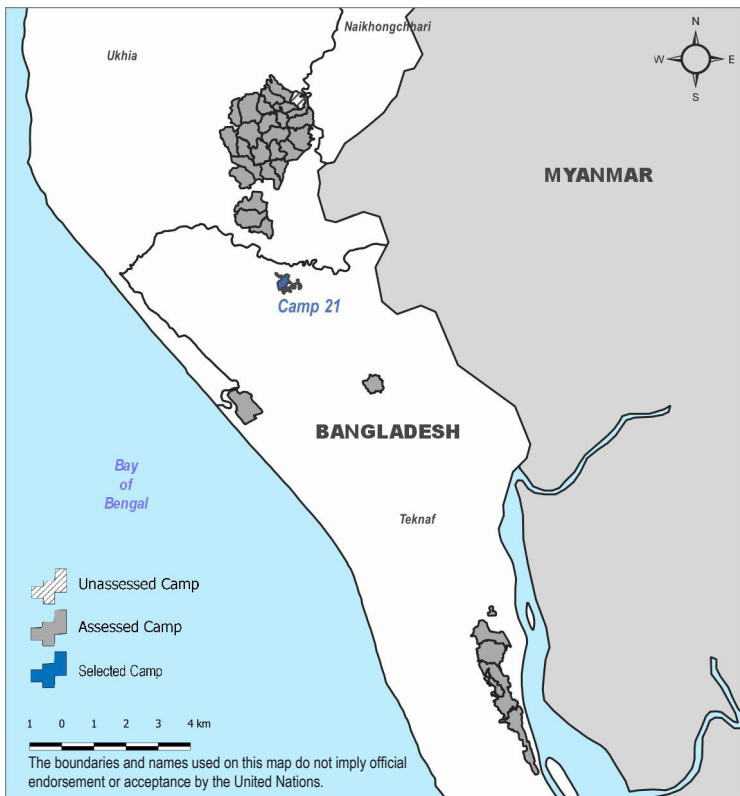 Naikhongchhari
Ukhia
N
W
E
S
MYANMAR
Camp 21
BANGLADESH
Bay
of
Bengal
Teknaf
Unassessed Camp
Assessed Camp
Selected Camp
1 0 1 2 3 4 km
The boundaries and names used on this map do not imply official
endorsement or acceptance by the United Nations.